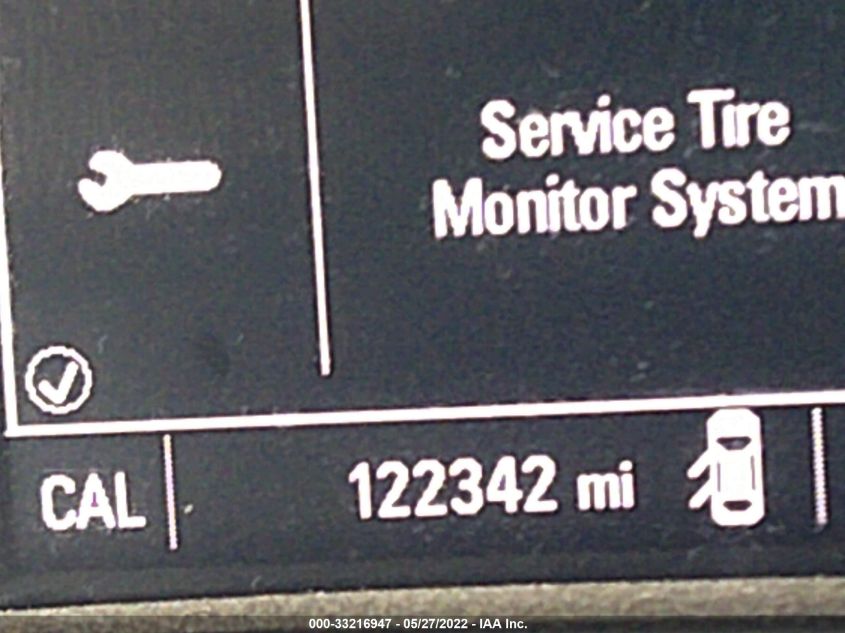 Service Tire
Monitor System
CAL
122342 mi
000-33216947 - 05/27/2022 - IAA Inc.